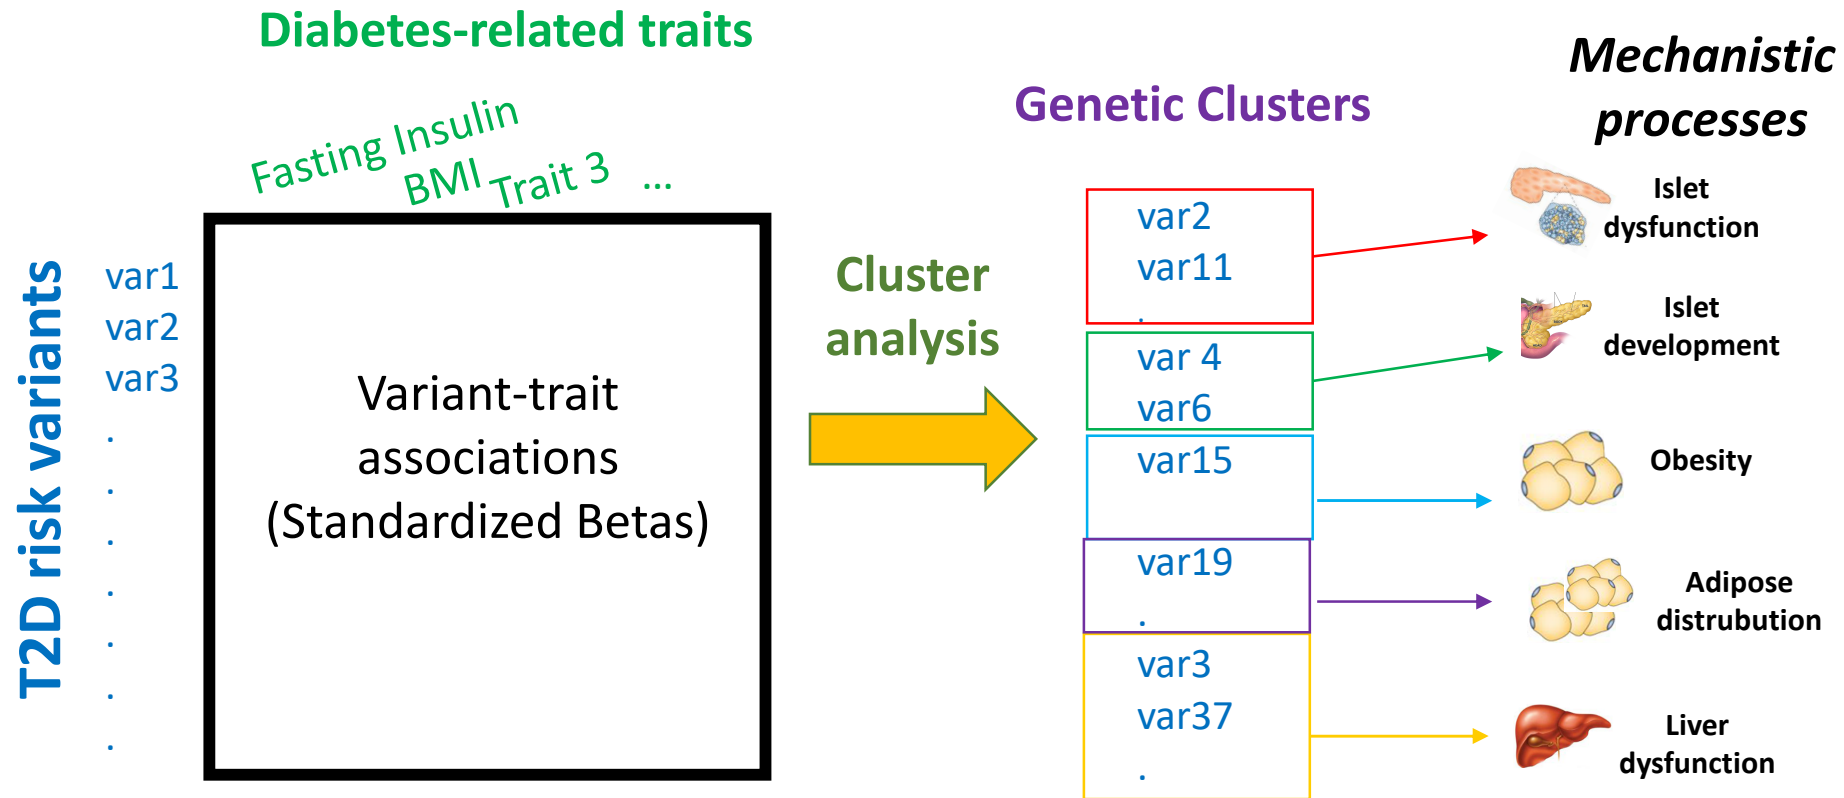 Diabetes-related traits
Fasting Insulin
BMI
Trait 3
...
T2D risk variants
var1
var2
var3
.
.
.
.
.
.
.
Variant-trait
associations
(Standardized Betas)
Cluster
analysis
Genetic Clusters
var2
var11
.
var 4
var6
var15
var19
.
var3
var37
.
Mechanistic
processes
Islet
dysfunction
Islet
development
Obesity
Adipose
distrubution
Liver
dysfunction